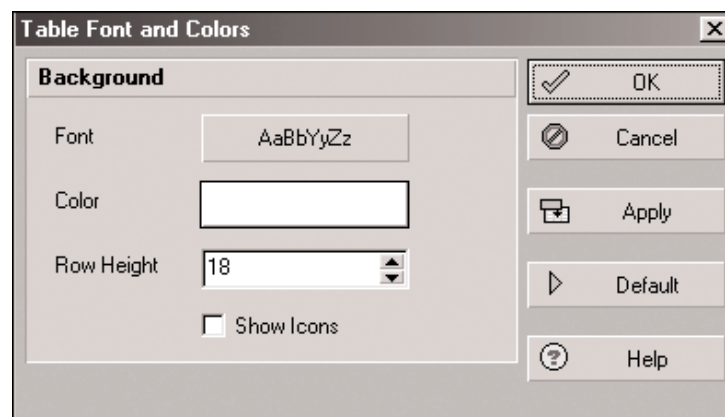 Table Font and Colors
Background
Font
AaBbYyZz
Color
Row Height
18
Show Icons
OK
Cancel
Apply
Default
Help